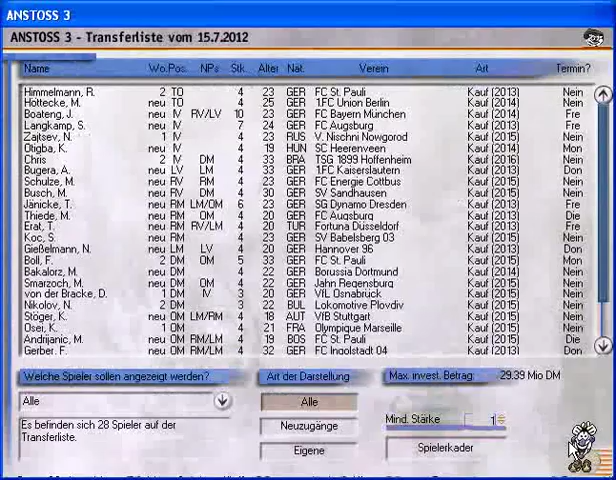 ANSTOSS 3
ANSTOSS 3 - Transferliste vom 15.7.2012
Name Wo. Pos. NPs Stk. Alter Nat. Verein Art Termin?
Himmelmann, R. 2 TO 4 23 GER FC St. Pauli Kauf (2013) Nein
Höttecke, M. neu TO 4 25 GER 1.FC Union Berlin Kauf (2014) Nein
Boateng, J. neu IV RV/LV 10 23 GER FC Bayern München Kauf (2014) Fre
Langkamp, S. neu IV 7 24 GER FC Augsburg Kauf (2013) Fre
Zajtsev, N. 1 IV 4 23 RUS V. Nischni Nowgorod Kauf (2015) Nein
Otigba, K. neu IV 4 19 HUN SC Heerenveen Kauf (2014) Mon
Chris 2 IV DM 4 33 BRA TSG 1899 Hoffenheim Kauf (2016) Nein
Bugera, A. neu LV LM 4 33 GER 1.FC Kaiserslautern Kauf (2013) Don
Schulze, M. neu RV RM 4 23 GER FC Energie Cottbus Kauf (2015) Nein
Busch, M. neu RV DM 4 30 GER SV Sandhausen Kauf (2015) Nein
Jänicke, T. neu RM LM/OM 6 23 GER SG Dynamo Dresden Kauf (2013) Fre
Thiede, M. neu RM OM 4 20 GER FC Augsburg Kauf (2014) Die
Erat, T. neu RM RV/LM 4 20 TUR Fortuna Düsseldorf Kauf (2013) Fre
Koc, S. neu RM 4 23 GER SV Babelsberg 03 Kauf (2015) Nein
Gießelmann, N. neu LM LV 4 20 GER Hannover 96 Kauf (2013) Don
Boll, F. 2 DM OM 5 33 GER FC St. Pauli Kauf (2015) Mon
Bakalorz, M. neu DM 4 22 GER Borussia Dortmund Kauf (2014) Nein
Smarzoch, M. neu DM OM 4 22 GER Jahn Regensburg Kauf (2015) Nein
von der Bracke, D. 1 DM IV 3 20 GER VfL Osnabrück Kauf (2015) Nein
Nikolov, N. 2 DM 3 22 BUL Lokomotive Plovdiv Kauf (2015) Nein
Stöger, K. neu OM LM/RM 4 18 AUT VfB Stuttgart Kauf (2015) Nein
Osei, K. 1 OM 4 21 FRA Olympique Marseille Kauf (2015) Nein
Andrijanic, M. neu OM RM/LM 4 19 BOS FC St. Pauli Kauf (2013) Die
Gerber. F. neu OM RM/LM 4 32 GER FC Ingolstadt 04 Kauf (2013) Don
Welche Spieler sollen angezeigt werden? Art der Darstellung Max. invest. Betrag: 29.39 Mio DM
Alle Alle
Mind. Stärke 1
Es befinden sich 28 Spieler auf der Transferliste. Neuzugänge
Eigene Spielerkader